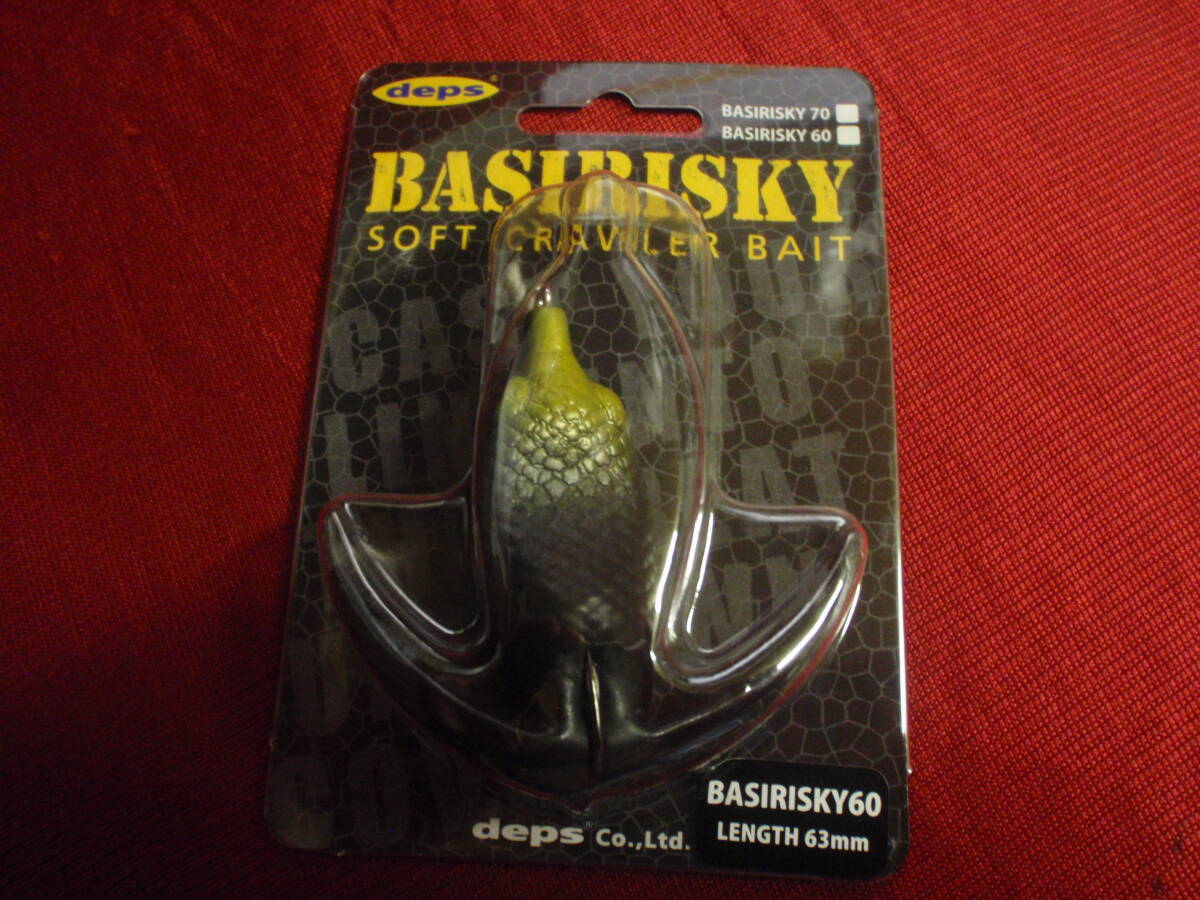 deps®
BASIRISKY 70
BASIRISKY 60
BASIRISKY
SOFT CRAWLER BAIT
BASIRISKY60
LENGTH 63mm
deps® Co.,Ltd.